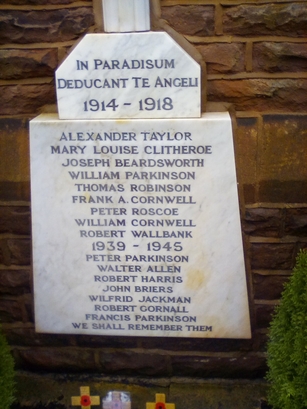 IN PARADISUM
DEDUCANT TE ANGELI
1914 - 1918
ALEXANDER TAYLOR
MARY LOUISE CLITHEROE
JOSEPH BEARDSWORTH
WILLIAM PARKINSON
THOMAS ROBINSON
FRANK A. CORNWELL
PETER ROSCOE
WILLIAM CORNWELL
ROBERT WALLBANK
1939 - 1945
PETER PARKINSON
WALTER ALLEN
ROBERT HARRIS
JOHN BRIERS
WILFRID JACKMAN
ROBERT GORNALL
FRANCIS PARKINSON
WE SHALL REMEMBER THEM